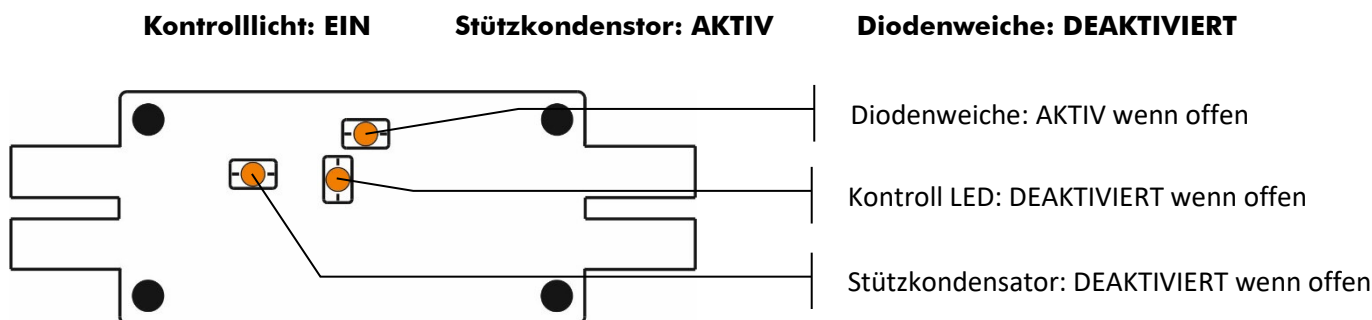 Kontrolllicht: EIN Stützkondenstor: AKTIV Diodenweiche: DEAKTIVIERT
Diodenweiche: AKTIV wenn offen
Kontroll LED: DEAKTIVIERT wenn offen
Stützkondensator: DEAKTIVIERT wenn offen